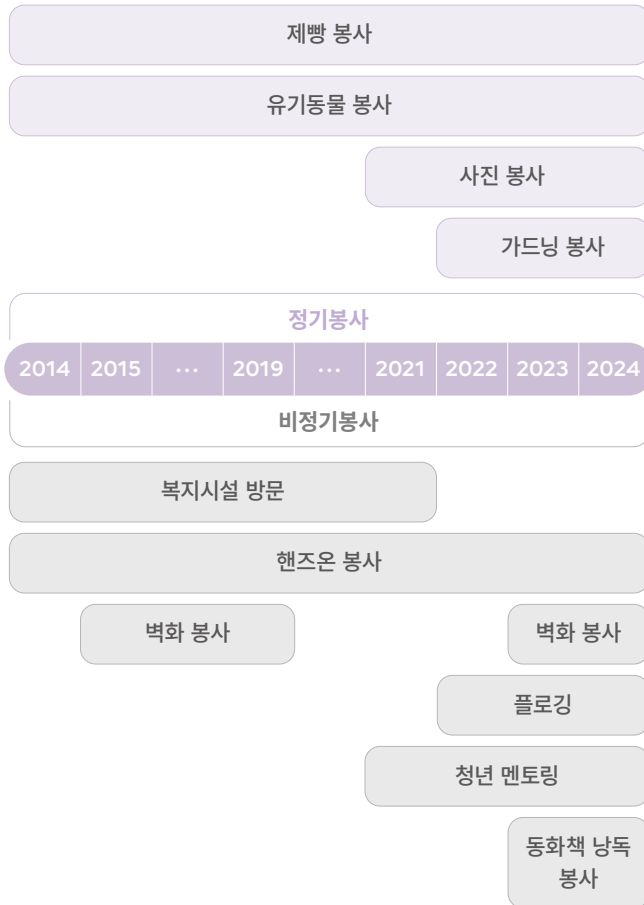 제빵 봉사
유기동물 봉사
사진 봉사
가드닝 봉사
정기봉사
2014 2015 ··· 2019 ··· 2021 2022 2023 2024
비정기봉사
복지시설 방문
핸즈온 봉사
벽화 봉사 벽화 봉사
플로깅
청년 멘토링
동화책 낭독
봉사